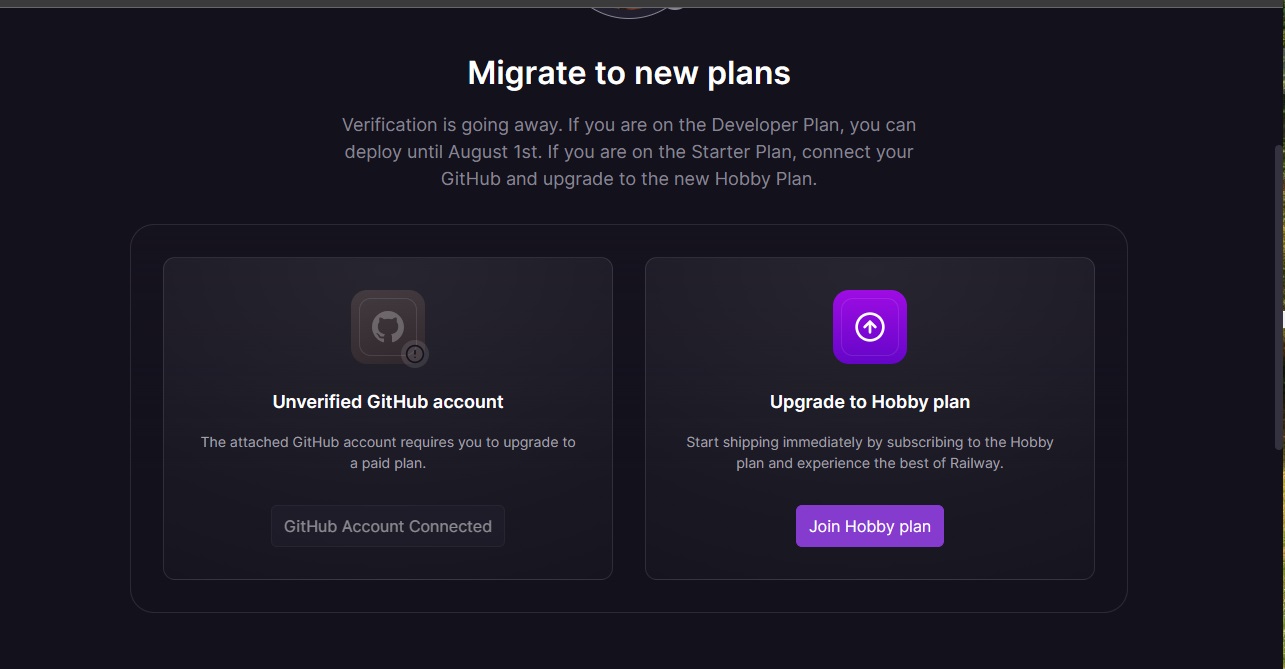 Migrate to new plans
Verification is going away. If you are on the Developer Plan, you can
deploy until August 1st. If you are on the Starter Plan, connect your
GitHub and upgrade to the new Hobby Plan.
Unverified GitHub account
The attached GitHub account requires you to upgrade to
a paid plan.
GitHub Account Connected
Upgrade to Hobby plan
Start shipping immediately by subscribing to the Hobby
plan and experience the best of Railway.
Join Hobby plan